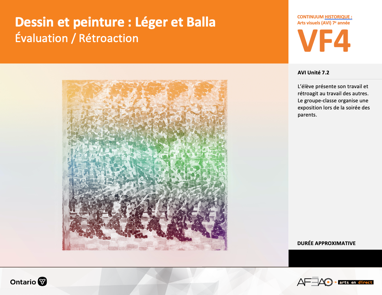 Dessin et peinture : Léger et Balla
Évaluation / Rétroaction
CONTINUUM HISTORIQUE :
Arts visuels (AVI) 7e année
VF4
AVI Unité 7.2
L'élève présente son travail et
rétroagit au travail des autres.
Le groupe-classe organise une
exposition lors de la soirée des
parents.
DURÉE APPROXIMATIVE
Ontario
AFÉAO
arts en direct